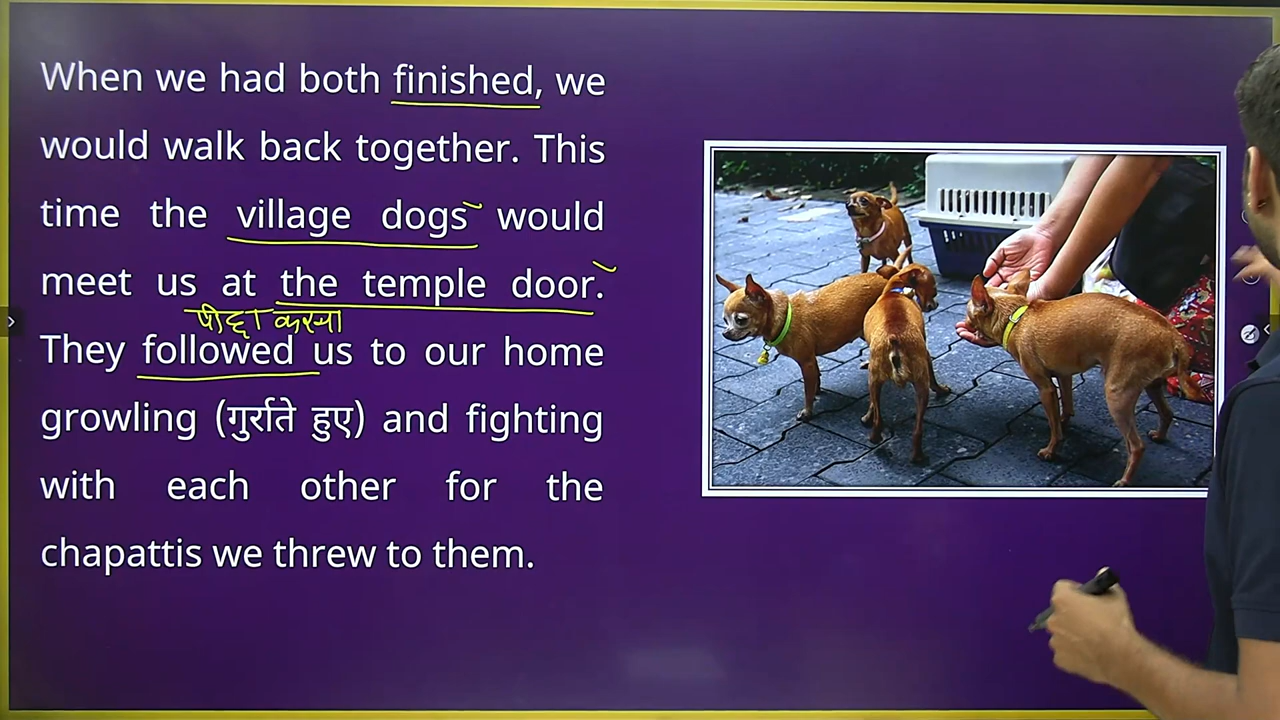 When we had both finished, we
would walk back together. This
time the village dogs would
meet us at the temple door.
पीछा करना
They followed us to our home
growling (गुर्राते हुए) and fighting
with each other for the
chapattis we threw to them.